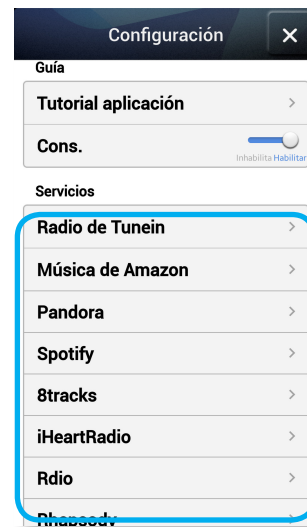 Configuración
Guía
Tutorial aplicación
Cons.
Inhabilita Habilitar
Servicios
Radio de Tunein
Música de Amazon
Pandora
Spotify
8tracks
iHeartRadio
Rdio
Rhapsody